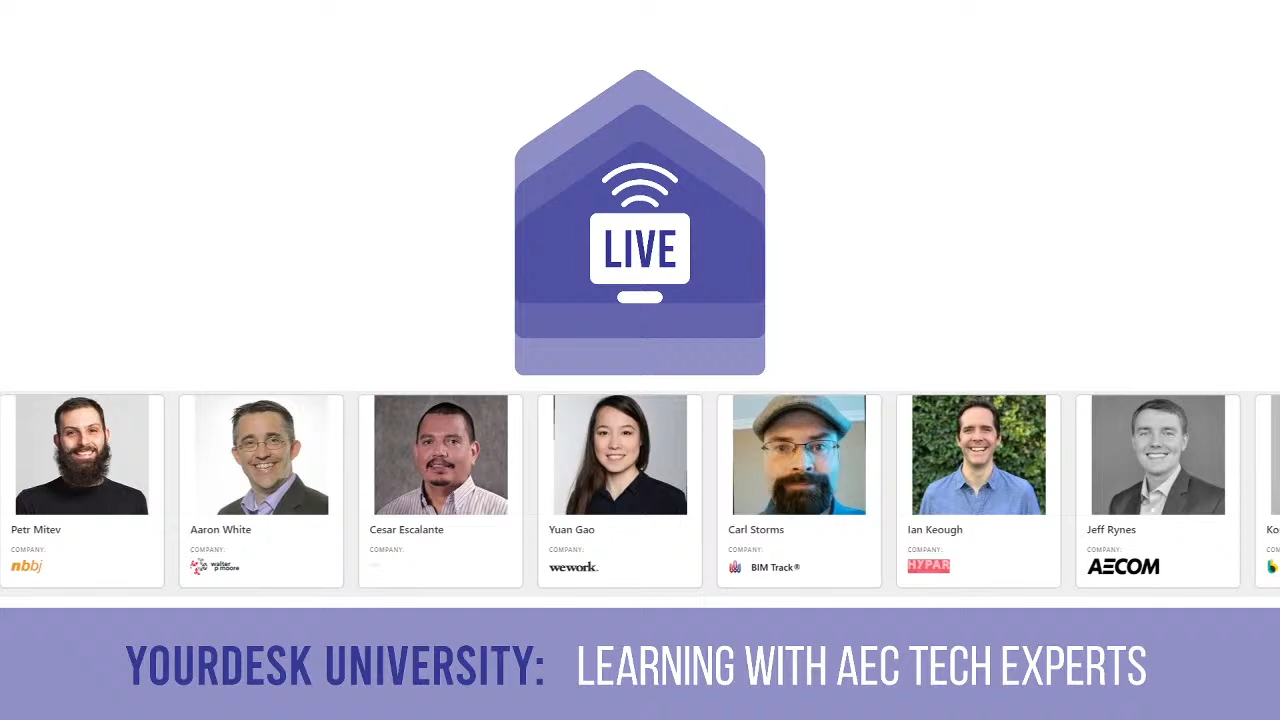 LIVE
Petr Mitev
COMPANY:
nbbj
Aaron White
COMPANY:
walter
p moore
Cesar Escalante
COMPANY:
Yuan Gao
COMPANY:
wework
Carl Storms
COMPANY:
BIM Track®
Ian Keough
COMPANY:
HYPAR
Jeff Rynes
COMPANY:
AECOM
YOURDESK UNIVERSITY: LEARNING WITH AEC TECH EXPERTS